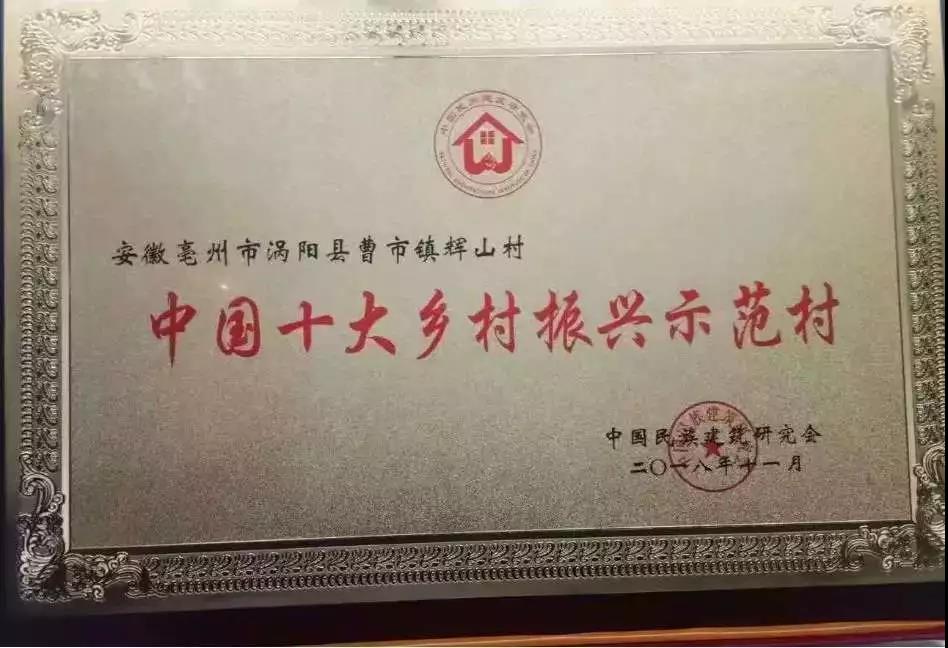 安徽亳州市涡阳县曹市镇辉山村
中国十大乡村振兴示范村
中国民族建筑研究会
二〇一八年十一月